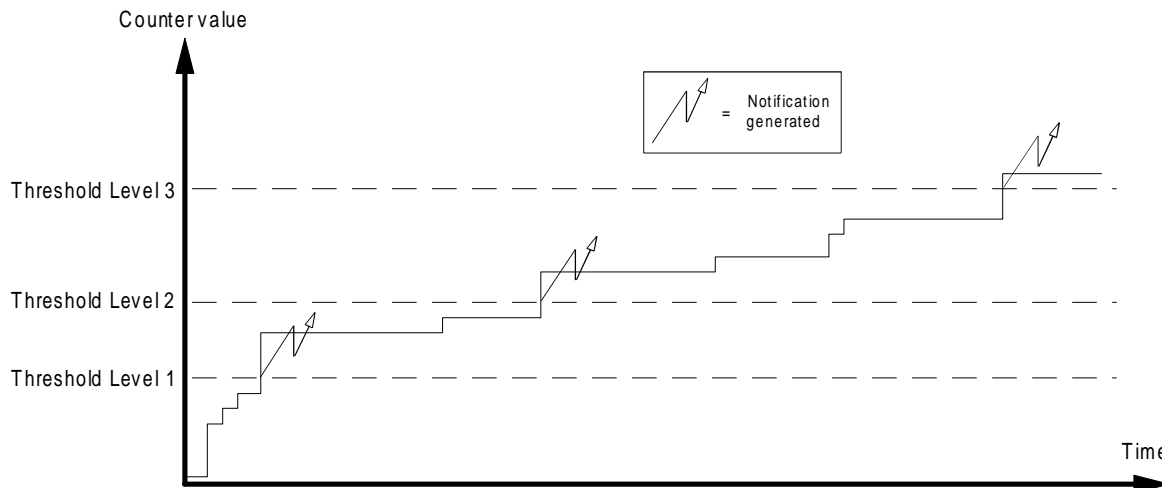 Counter value
= Notification
generated
Threshold Level 3
Threshold Level 2
Threshold Level 1
Time